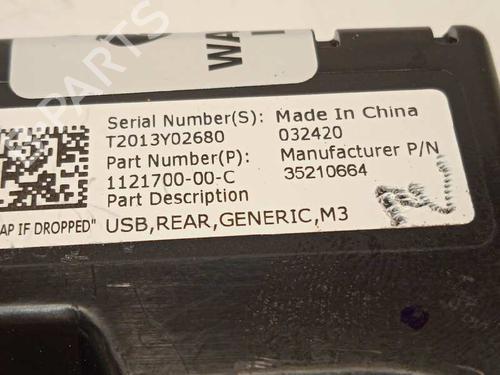 WA
Serial Number(S): Made In China
T2013Y02680 032420
Part Number(P): Manufacturer P/N
1121700-00-C 35210664
Part Description
AP IF DROPPED" USB,REAR,GENERIC,M3